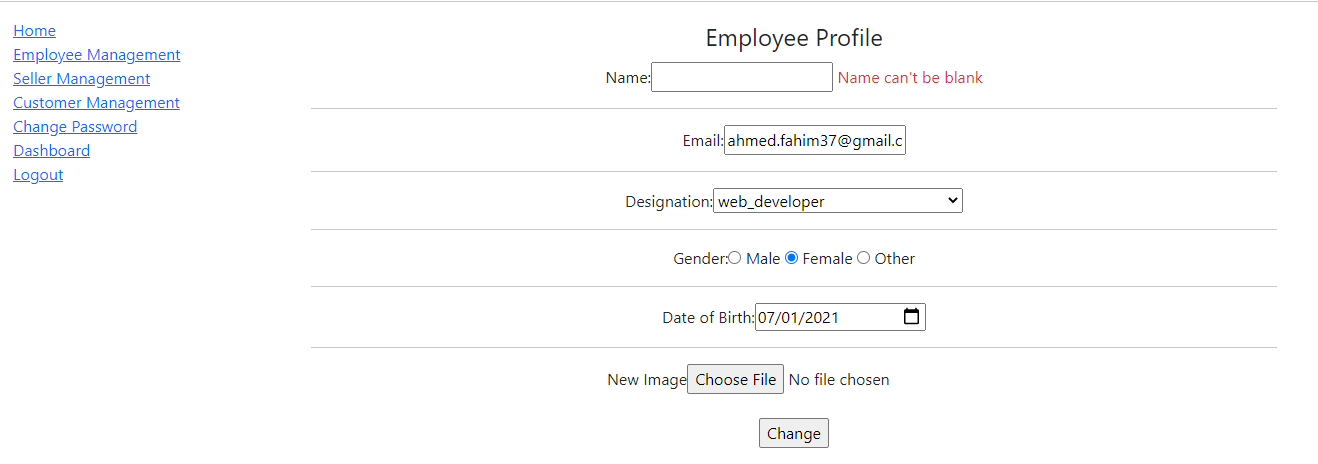 Home
Employee Management
Seller Management
Customer Management
Change Password
Dashboard
Logout
Employee Profile
Name: Name can't be blank
Email: ahmed.fahim37@gmail.c
Designation: web_developer
Gender: Male Female Other
Date of Birth: 07/01/2021
New Image Choose File No file chosen
Change